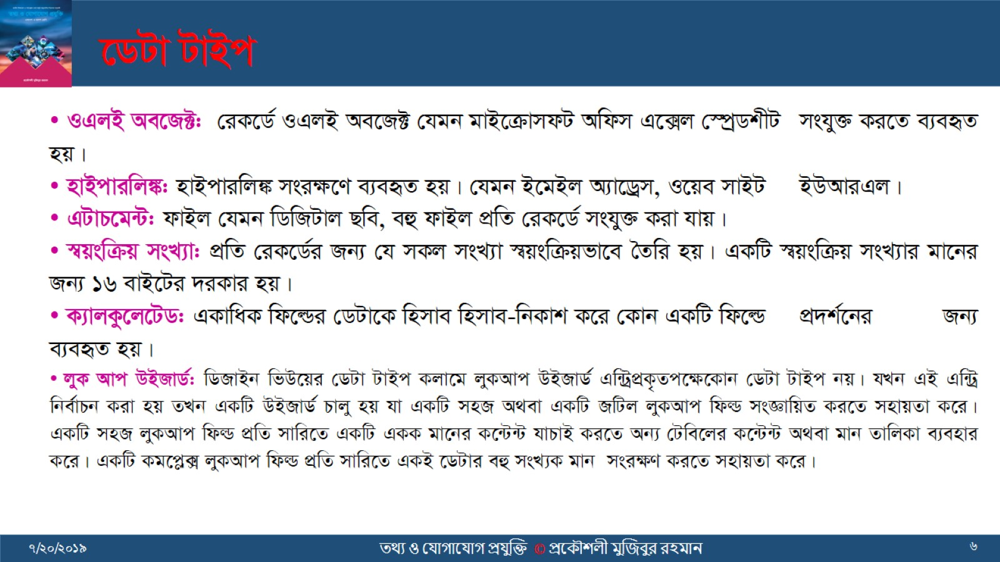 তথ্য ও যোগাযোগ প্রযুক্তি
ডেটা টাইপ
• ওএলই অবজেক্ট: রেকর্ডে ওএলই অবজেক্ট যেমন মাইক্রোসফট অফিস এক্সেল স্প্রেডশীট সংযুক্ত করতে ব্যবহৃত
হয়।
• হাইপারলিঙ্ক: হাইপারলিঙ্ক সংরক্ষণে ব্যবহৃত হয়। যেমন ইমেইল অ্যাড্রেস, ওয়েব সাইট ইউআরএল।
• এটাচমেন্ট: ফাইল যেমন ডিজিটাল ছবি, বহু ফাইল প্রতি রেকর্ডে সংযুক্ত করা যায়।
• স্বয়ংক্রিয় সংখ্যা: প্রতি রেকর্ডের জন্য যে সকল সংখ্যা স্বয়ংক্রিয়ভাবে তৈরি হয়। একটি স্বয়ংক্রিয় সংখ্যার মানের
জন্য ১৬ বাইটের দরকার হয়।
• ক্যালকুলেটেড: একাধিক ফিল্ডের ডেটাকে হিসাব হিসাব-নিকাশ করে কোন একটি ফিল্ডে প্রদর্শনের জন্য
ব্যবহৃত হয়।
• লুক আপ উইজার্ড: ডিজাইন ভিউয়ের ডেটা টাইপ কলামে লুকআপ উইজার্ড এন্ট্রিপ্রকৃতপক্ষেকোন ডেটা টাইপ নয়। যখন এই এন্ট্রি
নির্বাচন করা হয় তখন একটি উইজার্ড চালু হয় যা একটি সহজ অথবা একটি জটিল লুকআপ ফিল্ড সংজ্ঞায়িত করতে সহায়তা করে।
একটি সহজ লুকআপ ফিল্ড প্রতি সারিতে একটি একক মানের কন্টেন্ট যাচাই করতে অন্য টেবিলের কন্টেন্ট অথবা মান তালিকা ব্যবহার
করে। একটি কমপ্লেক্স লুকআপ ফিল্ড প্রতি সারিতে একই ডেটার বহু সংখ্যক মান সংরক্ষণ করতে সহায়তা করে।
৭/২০/২০১৯
তথ্য ও যোগাযোগ প্রযুক্তি © প্রকৌশলী মুজিবুর রহমান
৬